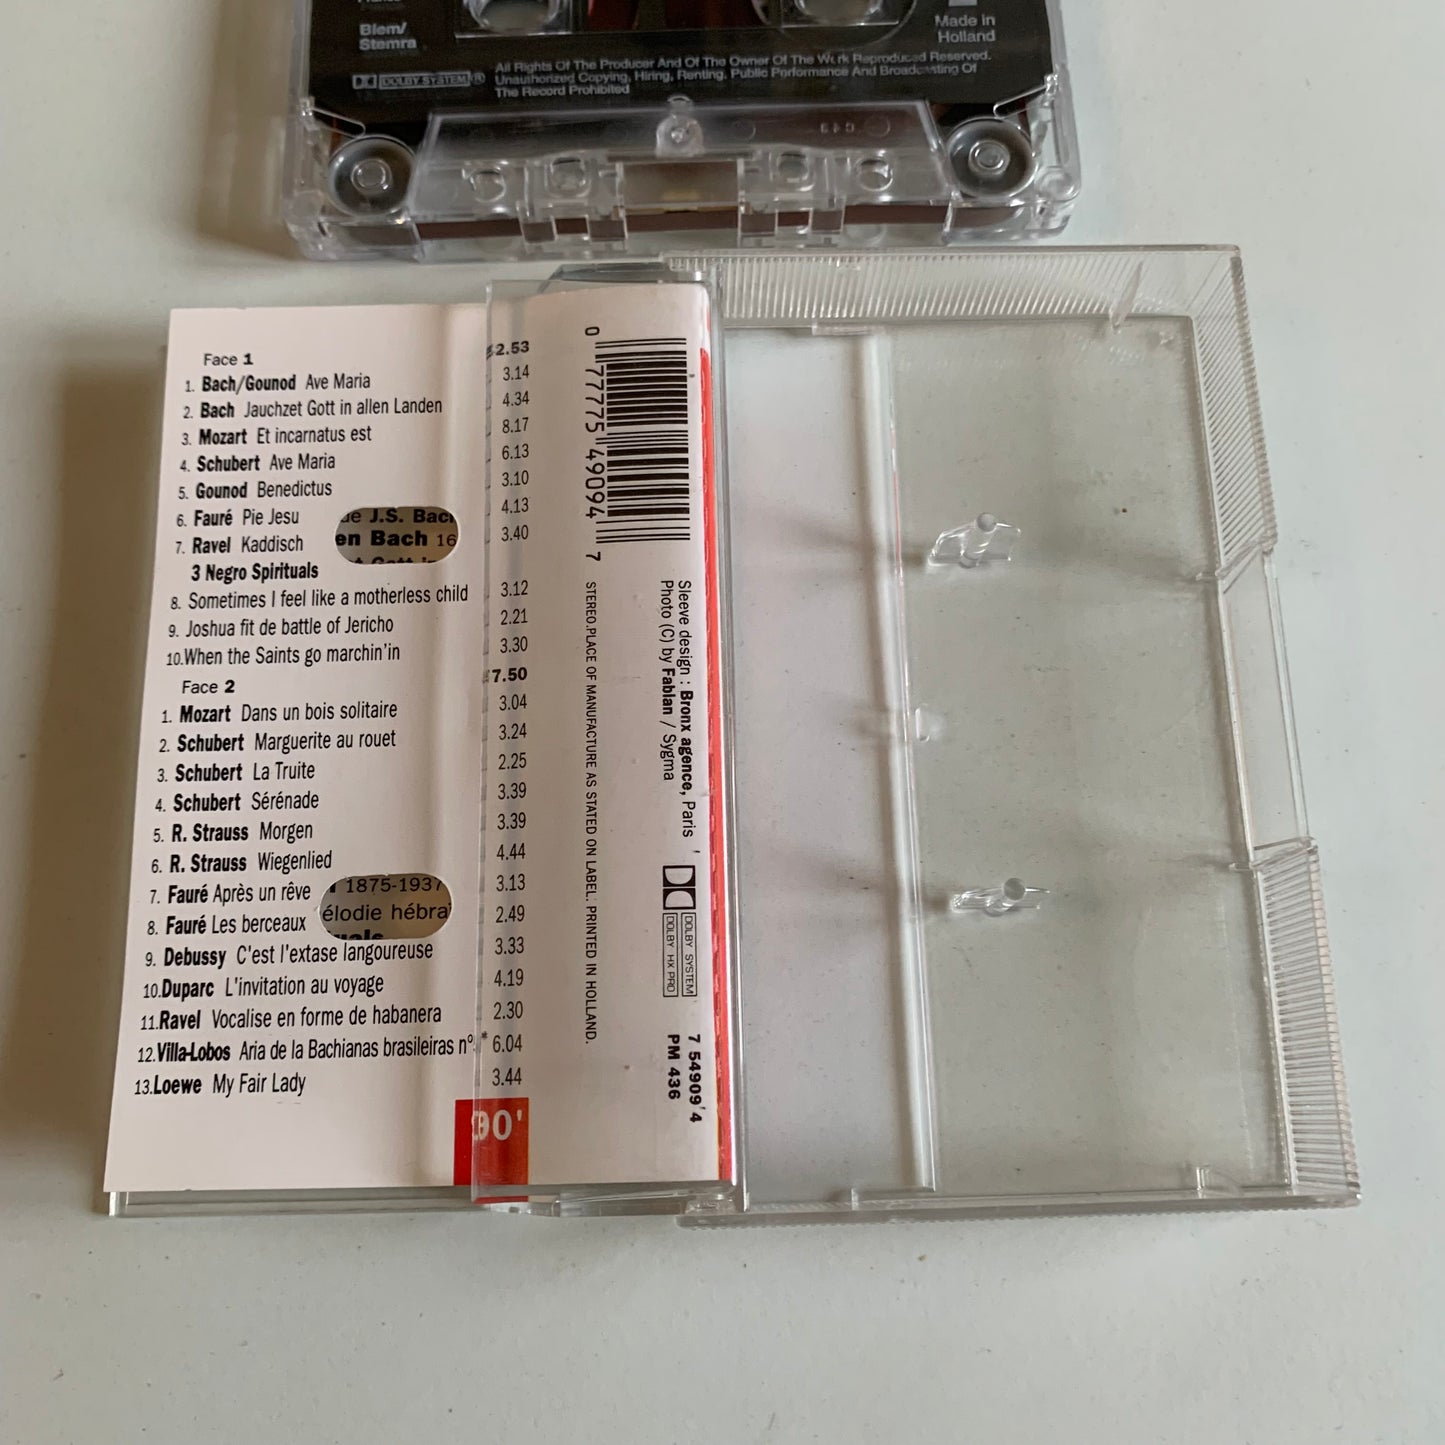 Biem/
Stemra
Made in
Holland
DOLBY SYSTEM ®
All Rights Of The Producer And Of The Owner Of The Work Reproduced Reserved.
Unauthorized Copying, Hiring, Renting, Public Performance And Broadcasting Of
The Record Prohibited
Face 1
1. Bach/Gounod Ave Maria 3.14
2. Bach Jauchzet Gott in allen Landen 4.34
3. Mozart Et incarnatus est 8.17
4. Schubert Ave Maria 6.13
5. Gounod Benedictus 3.10
6. Fauré Pie Jesu 4.13
7. Ravel Kaddisch 3.40
3 Negro Spirituals
8. Sometimes I feel like a motherless child 3.12
9. Joshua fit de battle of Jericho 2.21
10.When the Saints go marchin'in 3.30
Face 2 7.50
1. Mozart Dans un bois solitaire 3.04
2. Schubert Marguerite au rouet 3.24
3. Schubert La Truite 2.25
4. Schubert Sérénade 3.39
5. R. Strauss Morgen 3.39
6. R. Strauss Wiegenlied 4.44
7. Fauré Après un rêve 3.13
8. Fauré Les berceaux 2.49
9. Debussy C'est l'extase langoureuse 3.33
10.Duparc L'invitation au voyage 4.19
11.Ravel Vocalise en forme de habanera 2.30
12.Villa-Lobos Aria de la Bachianas brasileiras n° 6.04
13.Loewe My Fair Lady 3.44
J.S. Bach
en Bach 16
1875-1937
90'
0 77775 49094 7
STEREO.PLACE OF MANUFACTURE AS STATED ON LABEL. PRINTED IN HOLLAND.
Sleeve design : Bronx agence, Paris
Photo (C) by Fabian / Sygma
DOLBY SYSTEM
DOLBY HX PRO
7 54909'4
PM 436